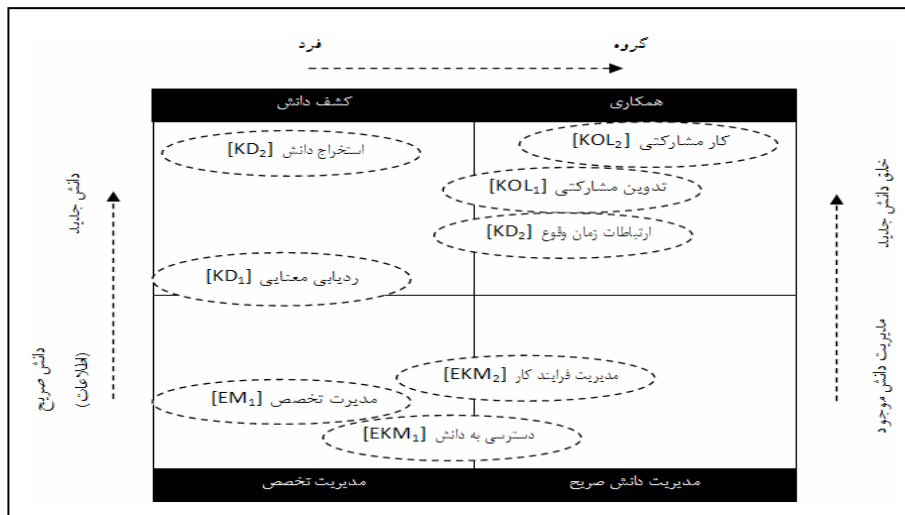 گروه
فرد
همکاری
کشف دانش
کار مشارکتی [KOL₂]
استخراج دانش [KD₂]
تدوین مشارکتی [KOL₁]
ارتباطات زمان وقوع [KD₂]
ردیابی معنایی [KD₁]
مدیریت فرایند کار [EKM₂]
مدیرت تخصص [EM₁]
دسترسی به دانش [EKM₁]
مدیریت دانش صریح
مدیریت تخصص
خلق دانش جدید
مدیریت دانش موجود
دانش جدید
دانش صریح
(اطلاعات)